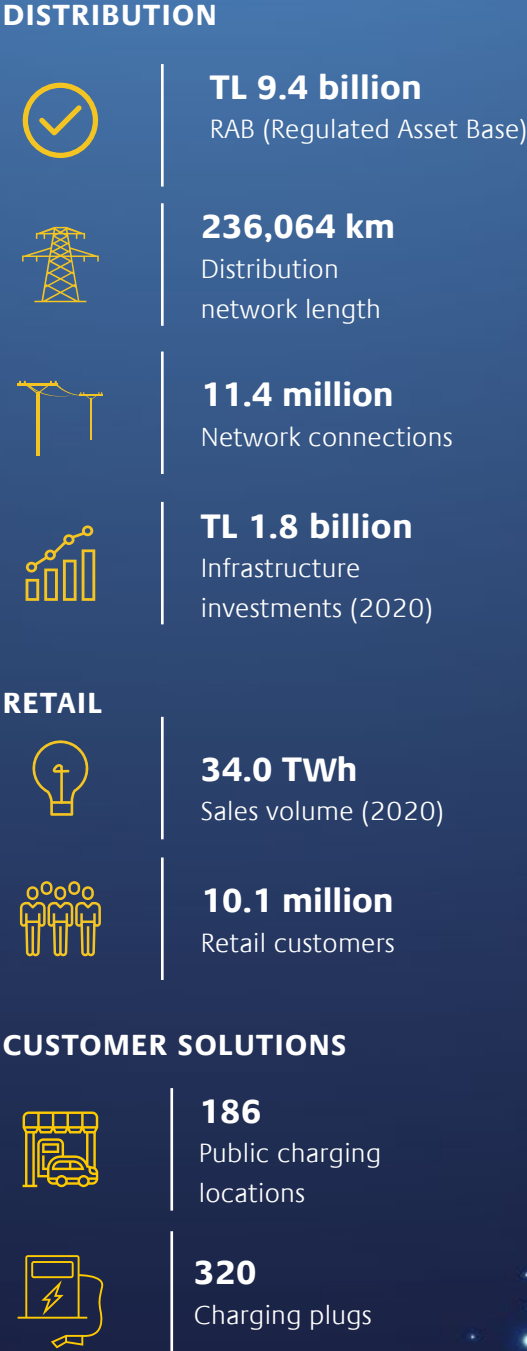 DISTRIBUTION
TL 9.4 billion
RAB (Regulated Asset Base)
236,064 km
Distribution
network length
11.4 million
Network connections
TL 1.8 billion
Infrastructure
investments (2020)
RETAIL
34.0 TWh
Sales volume (2020)
10.1 million
Retail customers
CUSTOMER SOLUTIONS
186
Public charging
locations
320
Charging plugs